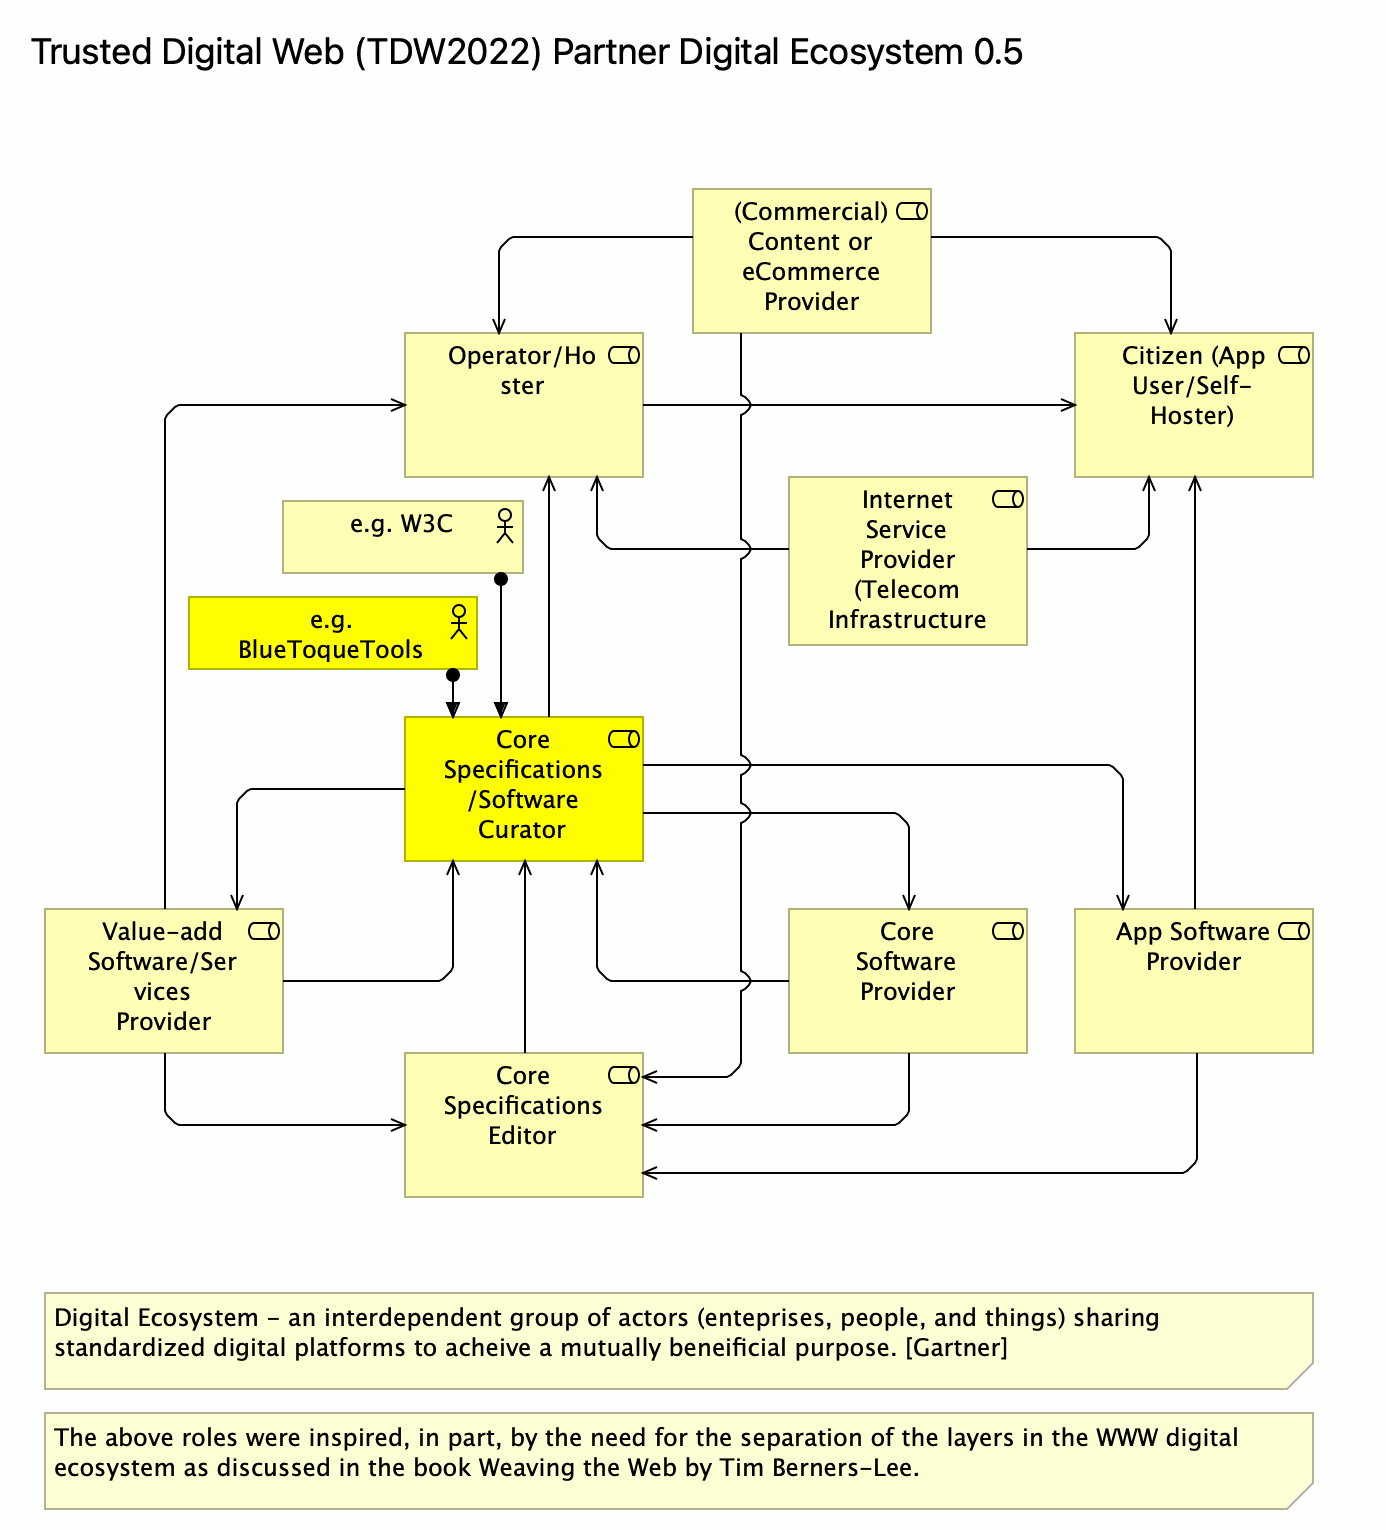 Trusted Digital Web (TDW2022) Partner Digital Ecosystem 0.5
(Commercial)
Content or
eCommerce
Provider
Operator/Ho
ster
Citizen (App
User/Self-
Hoster)
Internet
Service
Provider
(Telecom
Infrastructure
e.g. W3C
e.g.
BlueToqueTools
Core
Specifications
/Software
Curator
Value-add
Software/Ser
vices
Provider
Core
Software
Provider
App Software
Provider
Core
Specifications
Editor
Digital Ecosystem - an interdependent group of actors (enteprises, people, and things) sharing
standardized digital platforms to acheive a mutually beneificial purpose. [Gartner]
The above roles were inspired, in part, by the need for the separation of the layers in the WWW digital
ecosystem as discussed in the book Weaving the Web by Tim Berners-Lee.